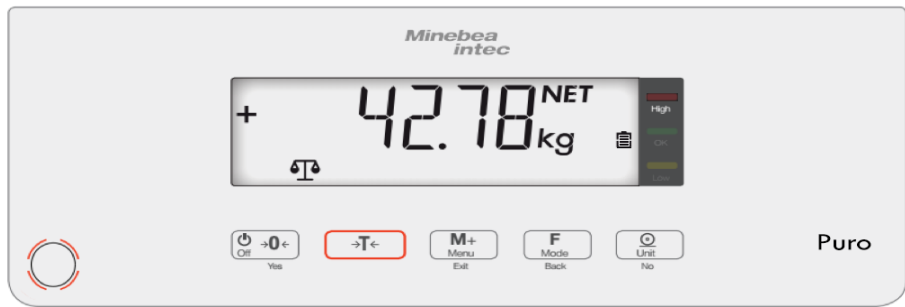 Minebea
intec
+ 42.78 NET
kg
High
OK
Low
Off →0← →T← M+ F
Menu Mode Unit
Yes Exit Back No
Puro